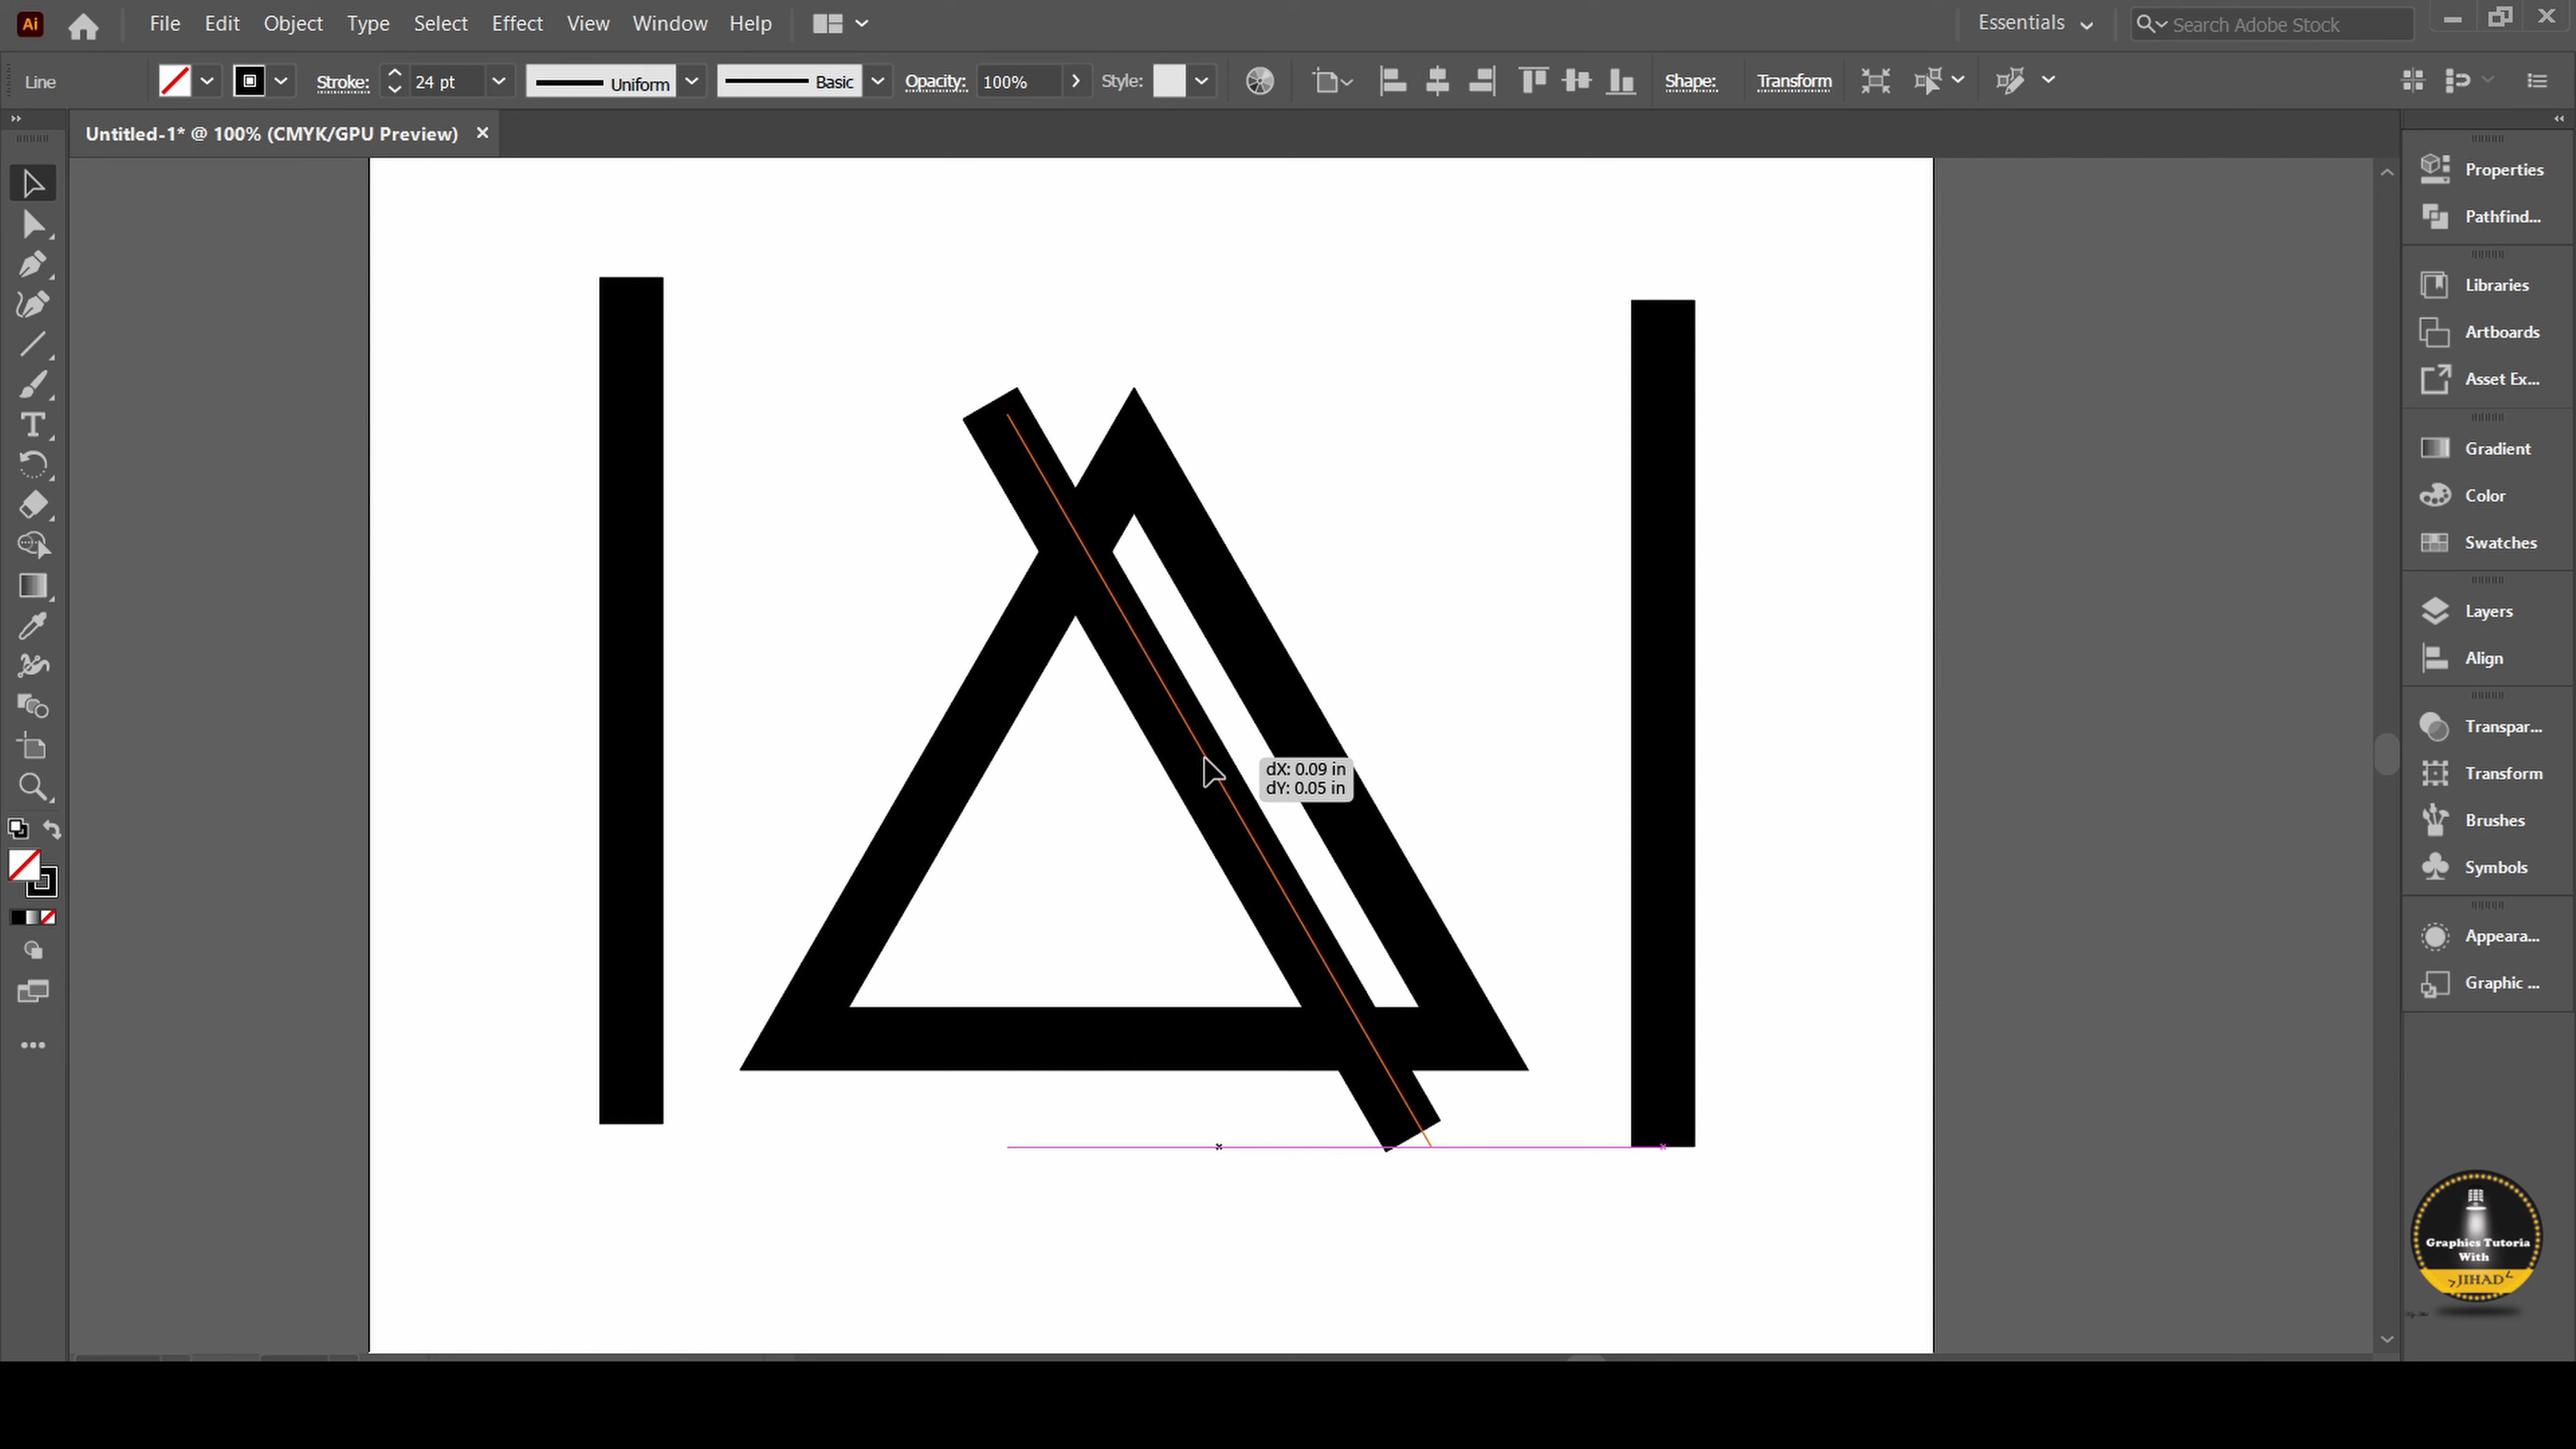 Ai File Edit Object Type Select Effect View Window Help Essentials Search Adobe Stock
Line Stroke: 24 pt Uniform Basic Opacity: 100% Style: Shape: Transform
Untitled-1* @ 100% (CMYK/GPU Preview)
Properties
Pathfind...
Libraries
Artboards
Asset Ex...
Gradient
Color
Swatches
Layers
Align
Transpar...
Transform
Brushes
Symbols
Appeara...
Graphic ...
dX: 0.09 in
dY: 0.05 in
Graphics Tutoria
With
JIHAD